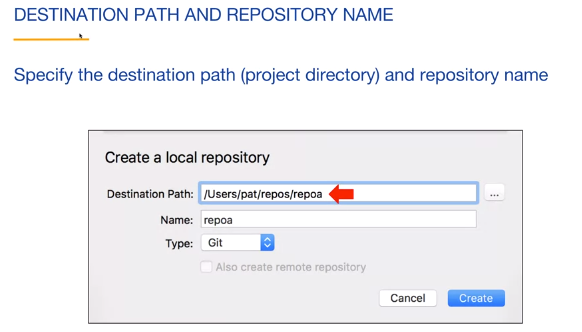 DESTINATION PATH AND REPOSITORY NAME
Specify the destination path (project directory) and repository name
Create a local repository
Destination Path: /Users/pat/repos/repoa ...
Name: repoa
Type: Git
Also create remote repository
Cancel Create